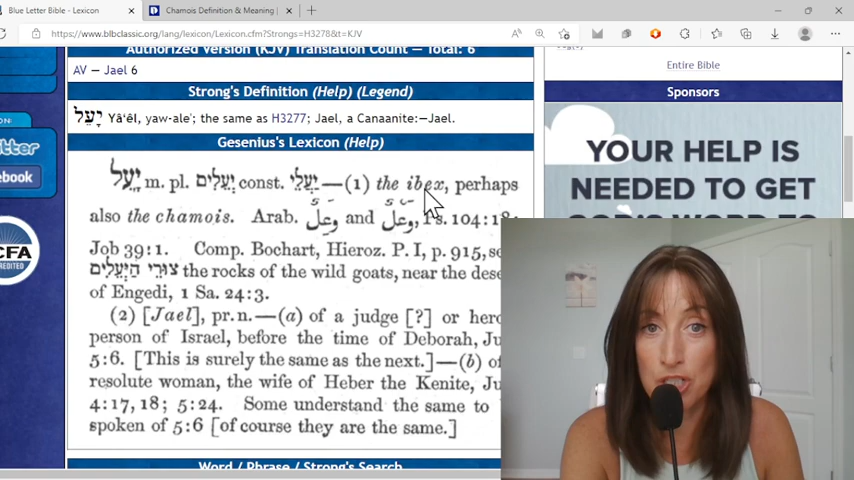 Blue Letter Bible - Lexicon
Chamois Definition & Meaning |
https://www.blbclassic.org/lang/lexicon/Lexicon.cfm?Strongs=H3278&t=KJV
Authorized Version (KJV) Translation Count — Total: 6
AV — Jael 6
Strong's Definition (Help) (Legend)
יָעֵל Yâʻêl, yaw-ale'; the same as H3277; Jael, a Canaanite:—Jael.
Gesenius's Lexicon (Help)
יָעֵל m. pl. יְעֵלִים const. יַעֲלֵי—(1) the ibex, perhaps
also the chamois. Arab. وَعِل and وَعْل, Ps. 104:18;
Job 39:1. Comp. Bochart, Hieroz. P. I, p. 915,
צוּרֵי הַיְּעֵלִים the rocks of the wild goats, near the
of Engedi, 1 Sa. 24:3.
(2) [Jael], pr.n.—(a) of a judge [?] or
person of Israel, before the time of Deborah,
5:6. [This is surely the same as the next.]—(b)
resolute woman, the wife of Heber the Kenite,
4:17, 18; 5:24. Some understand the same to
spoken of 5:6 [of course they are the same.]
Word / Phrase / Strong's Search
Entire Bible
Sponsors
YOUR HELP IS
NEEDED TO GET
GOD'S WORD TO